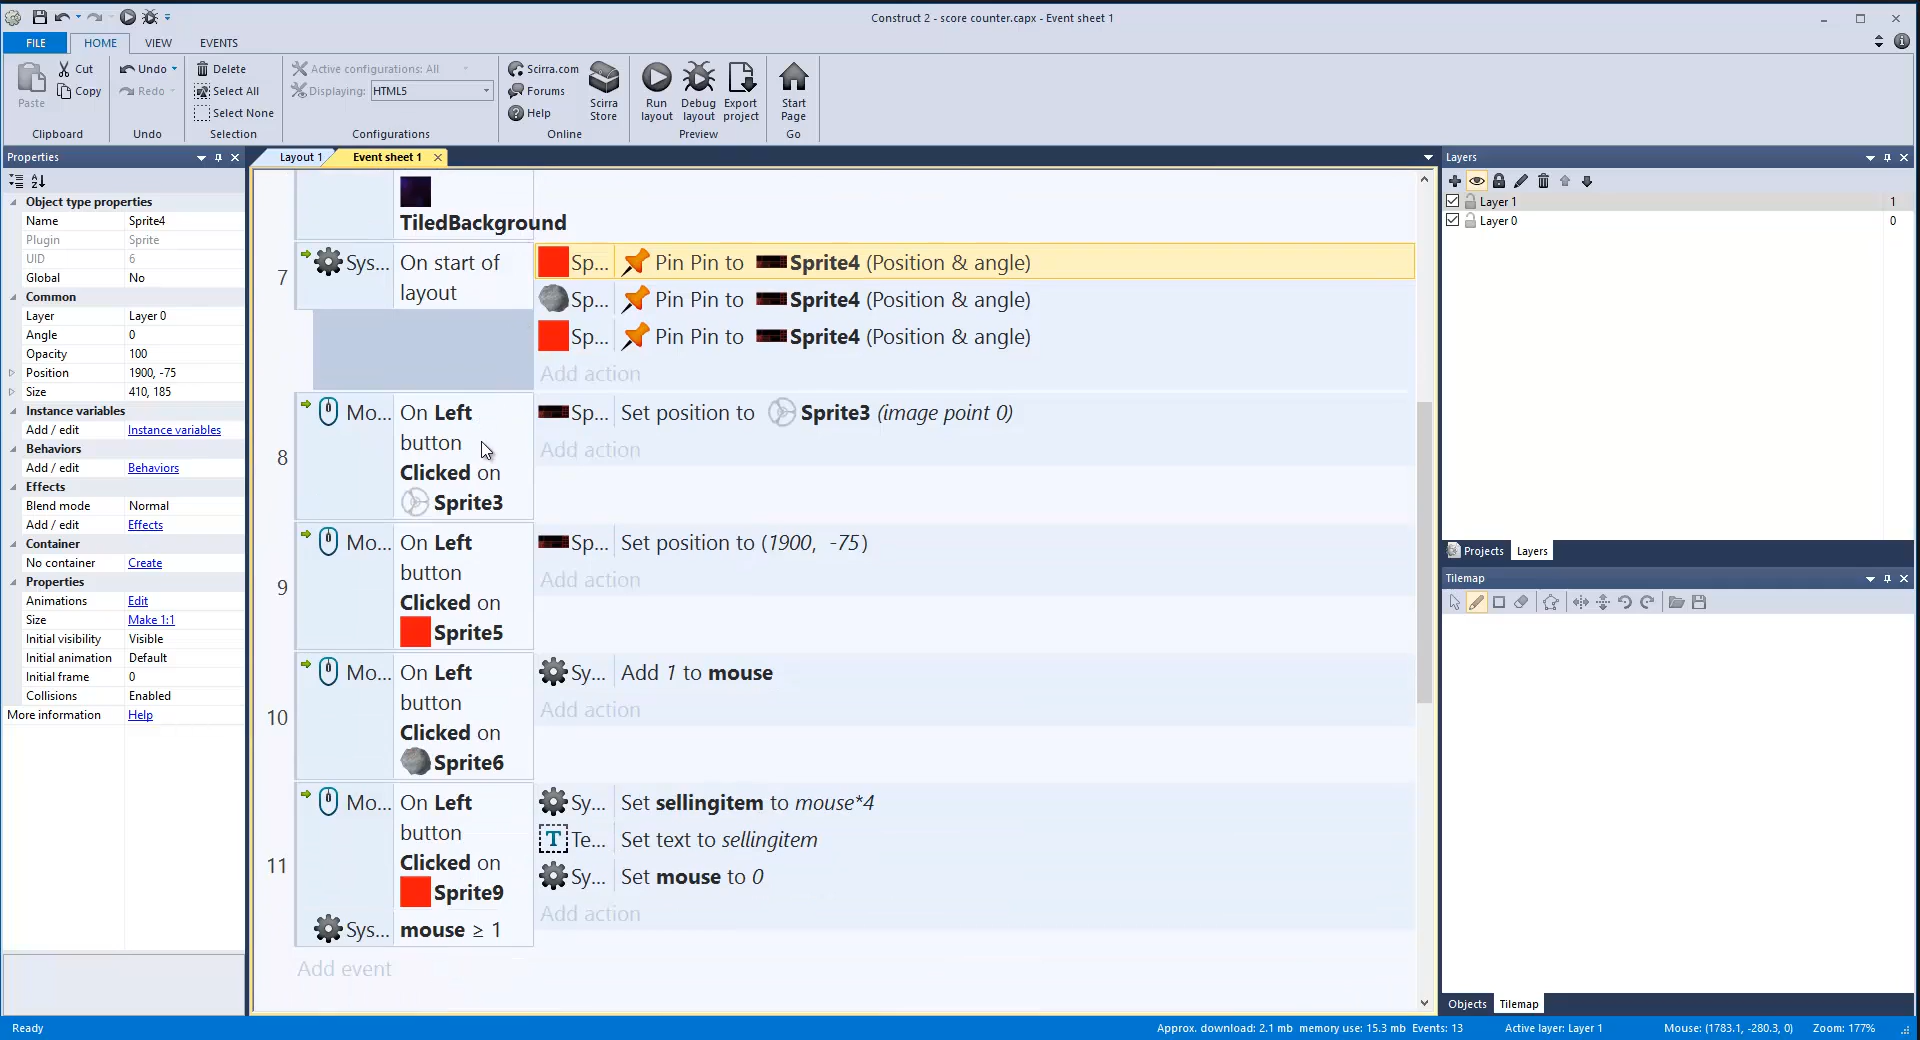 Construct 2 - score counter.capx - Event sheet 1
FILE
HOME
VIEW
EVENTS
Paste
Cut
Copy
Clipboard
Undo
Redo
Undo
Delete
Select All
Select None
Selection
Active configurations: All
Displaying:
HTML5
Configurations
Scirra.com
Forums
Help
Scirra Store
Online
Run layout
Debug layout
Export project
Preview
Start Page
Go
Properties
Object type properties
Name Sprite4
Plugin Sprite
UID 6
Global No
Common
Layer Layer 0
Angle 0
Opacity 100
Position 1900, -75
Size 410, 185
Instance variables
Add / edit Instance variables
Behaviors
Add / edit Behaviors
Effects
Blend mode Normal
Add / edit Effects
Container
No container Create
Properties
Animations Edit
Size Make 1:1
Initial visibility Visible
Initial animation Default
Initial frame 0
Collisions Enabled
More information Help
Layout 1
Event sheet 1
TiledBackground
7
Sys... On start of
layout
Sp... Pin Pin to Sprite4 (Position & angle)
Sp... Pin Pin to Sprite4 (Position & angle)
Sp... Pin Pin to Sprite4 (Position & angle)
Add action
8
Mo... On Left
button
Clicked on
Sprite3
Sp... Set position to Sprite3 (image point 0)
Add action
9
Mo... On Left
button
Clicked on
Sprite5
Sp... Set position to (1900, -75)
Add action
10
Mo... On Left
button
Clicked on
Sprite6
Sy... Add 1 to mouse
Add action
11
Mo... On Left
button
Clicked on
Sprite9
Sys... mouse ≥ 1
Sy... Set sellingitem to mouse*4
Te... Set text to sellingitem
Sy... Set mouse to 0
Add action
Add event
Layers
Layer 1 1
Layer 0 0
Projects
Layers
Tilemap
Objects
Tilemap
Ready
Approx. download: 2.1 mb memory use: 15.3 mb Events: 13
Active layer: Layer 1
Mouse: (1783.1, -280.3, 0)
Zoom: 177%